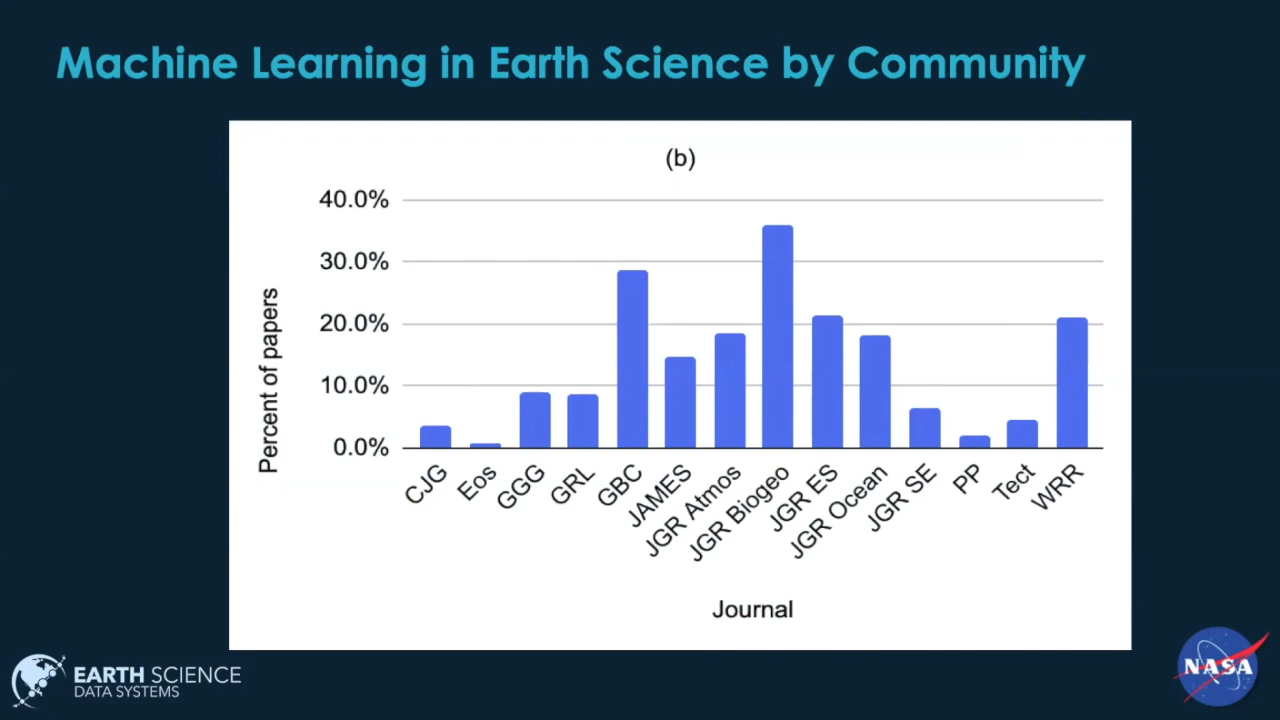 Machine Learning in Earth Science by Community
(b)
40.0%
30.0%
20.0%
10.0%
0.0%
Percent of papers
CJG
Eos
GGG
GRL
GBC
JAMES
JGR Atmos
JGR Biogeo
JGR ES
JGR Ocean
JGR SE
PP
Tect
WRR
Journal
EARTH SCIENCE
DATA SYSTEMS
NASA